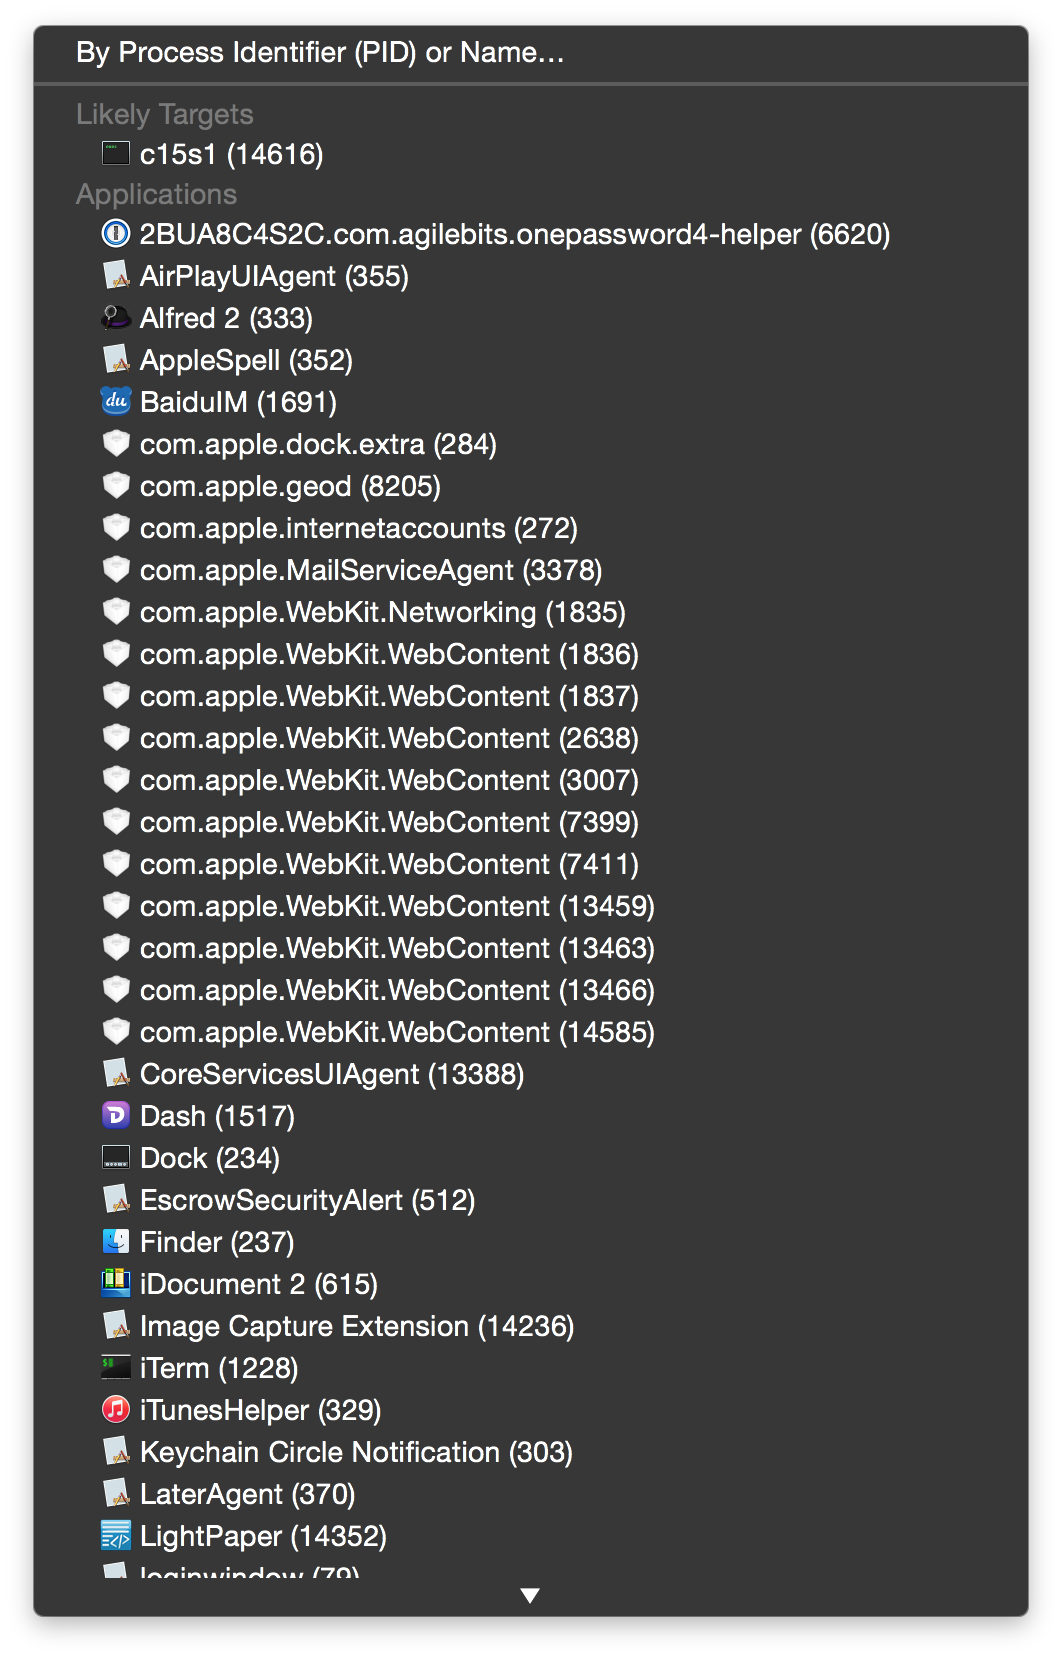 By Process Identifier (PID) or Name...
Likely Targets
c15s1 (14616)
Applications
2BUA8C4S2C.com.agilebits.onepassword4-helper (6620)
AirPlayUIAgent (355)
Alfred 2 (333)
AppleSpell (352)
du BaiduIM (1691)
com.apple.dock.extra (284)
com.apple.geod (8205)
com.apple.internetaccounts (272)
com.apple.MailServiceAgent (3378)
com.apple.WebKit.Networking (1835)
com.apple.WebKit.WebContent (1836)
com.apple.WebKit.WebContent (1837)
com.apple.WebKit.WebContent (2638)
com.apple.WebKit.WebContent (3007)
com.apple.WebKit.WebContent (7399)
com.apple.WebKit.WebContent (7411)
com.apple.WebKit.WebContent (13459)
com.apple.WebKit.WebContent (13463)
com.apple.WebKit.WebContent (13466)
com.apple.WebKit.WebContent (14585)
CoreServicesUIAgent (13388)
Dash (1517)
Dock (234)
EscrowSecurityAlert (512)
Finder (237)
iDocument 2 (615)
Image Capture Extension (14236)
iTerm (1228)
iTunesHelper (329)
Keychain Circle Notification (303)
LaterAgent (370)
LightPaper (14352)
loginwindow (79)